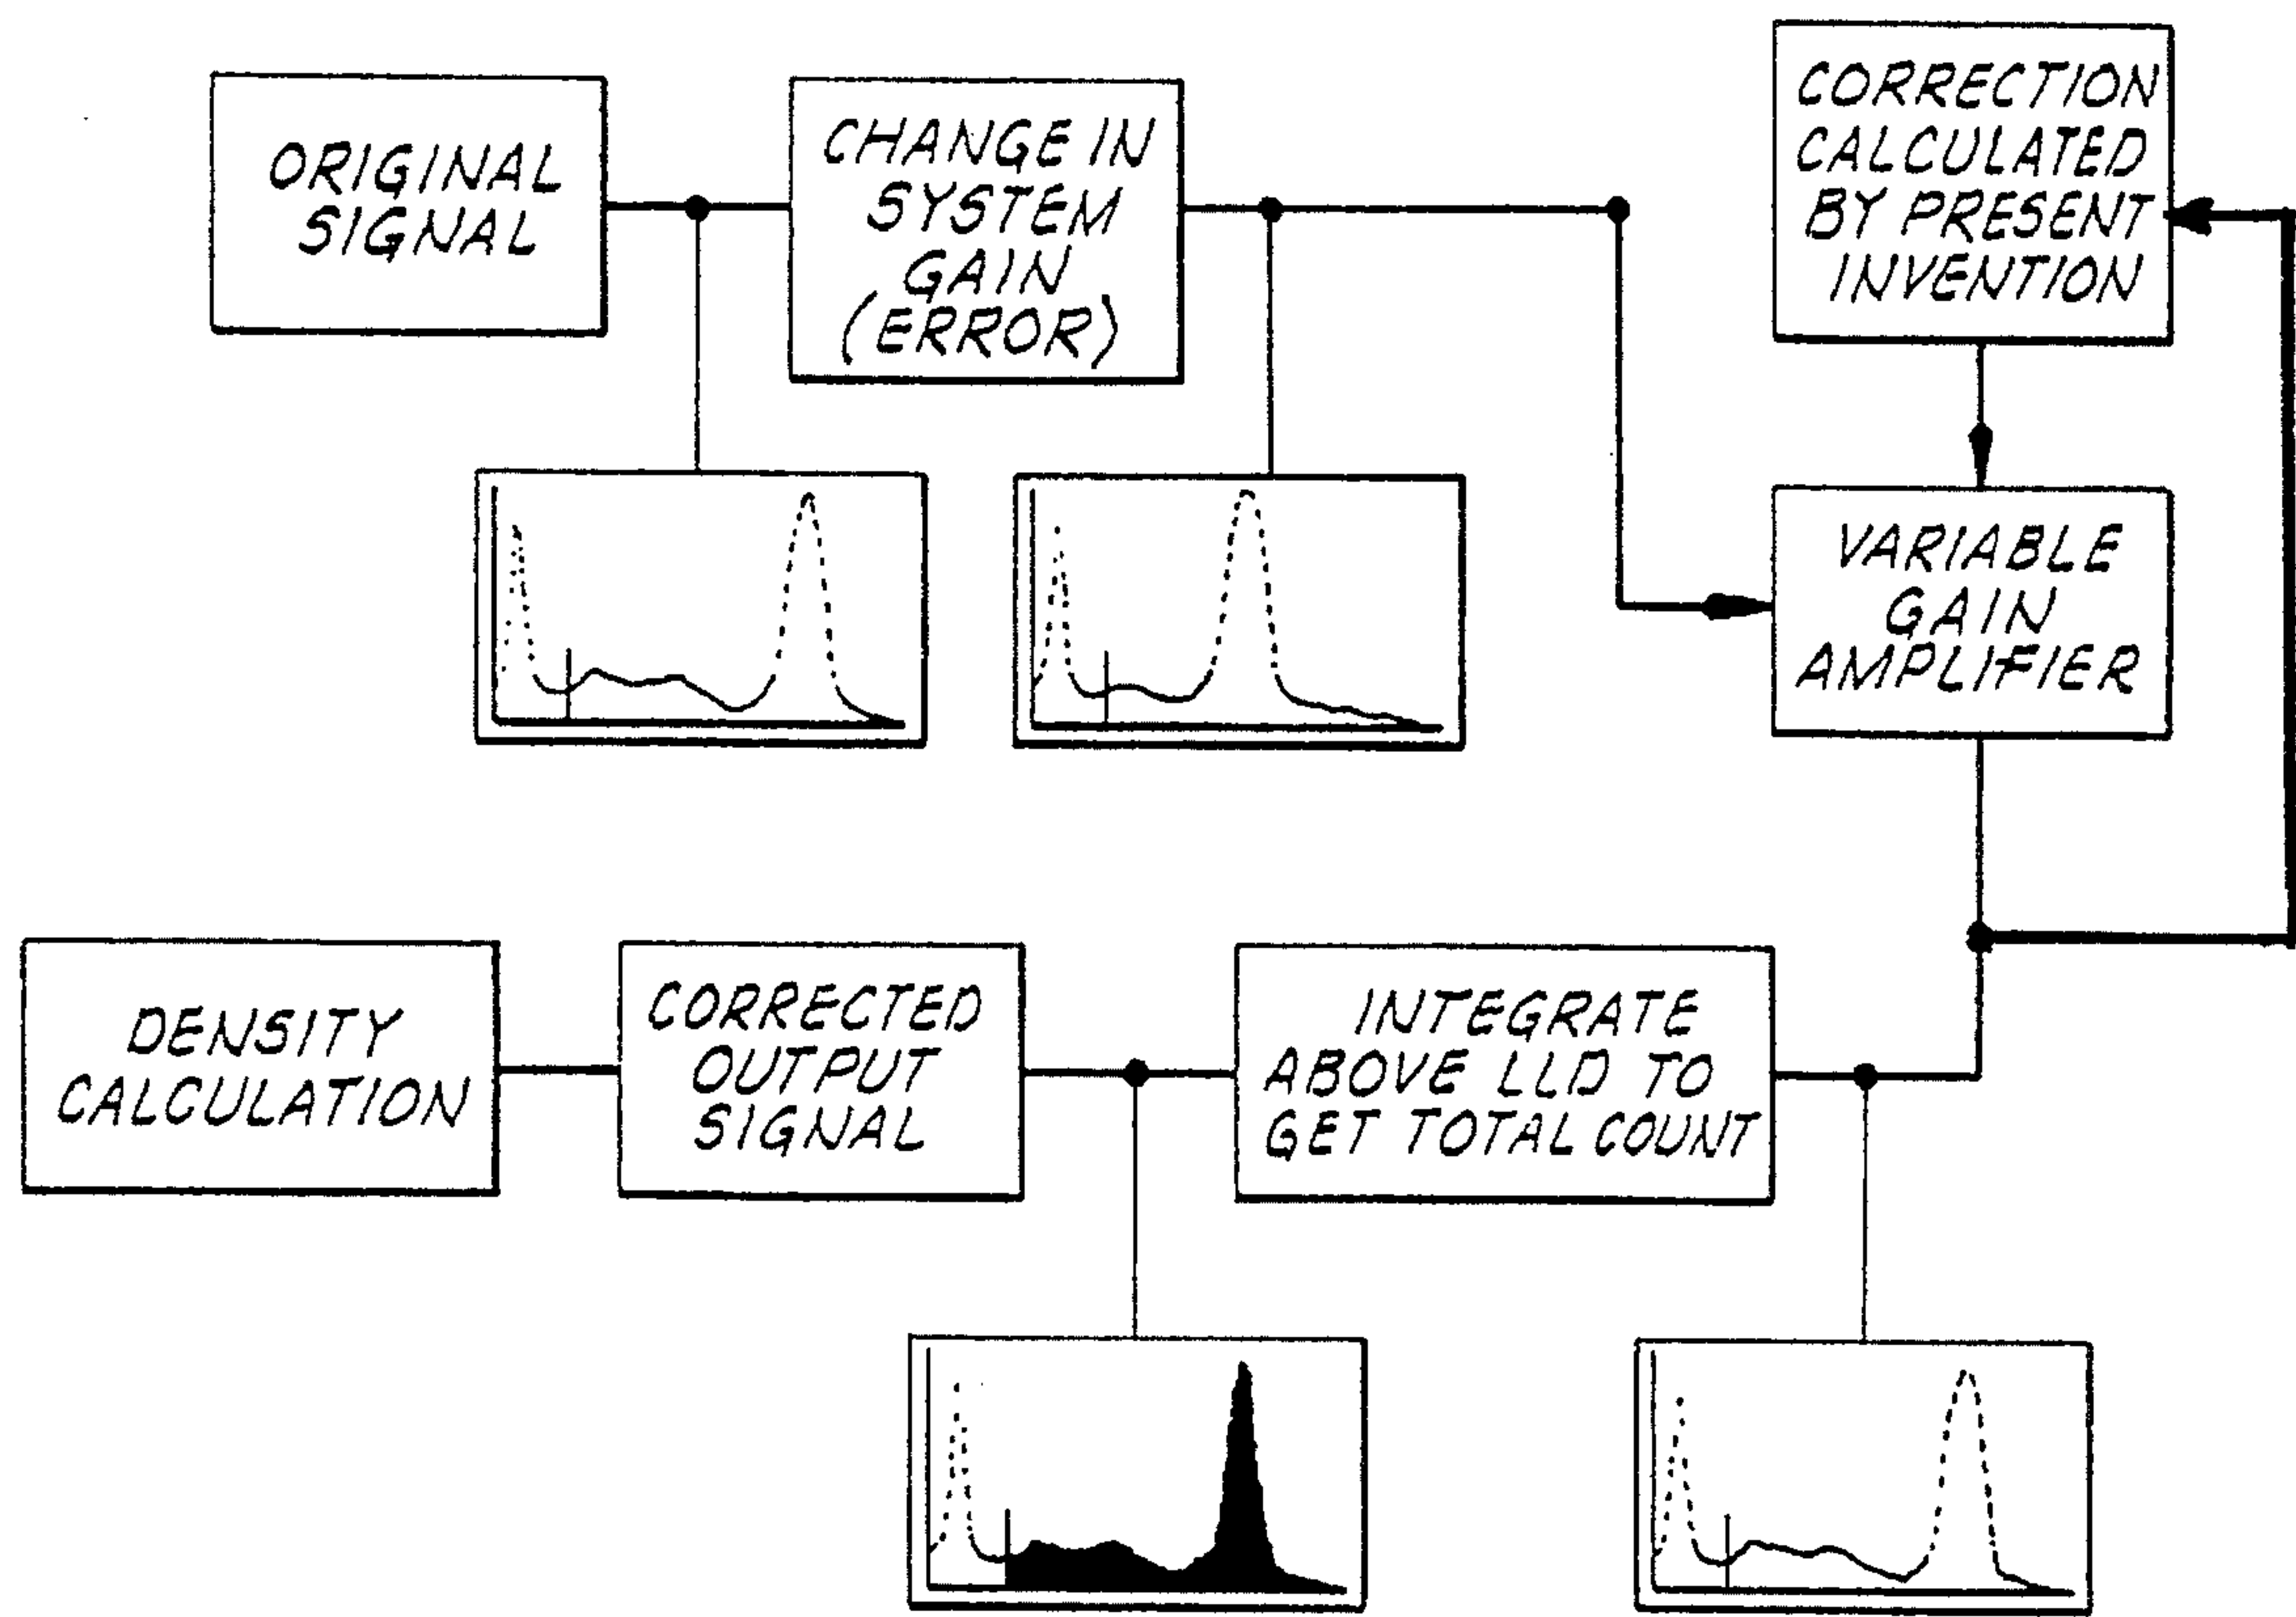 ORIGINAL
SIGNAL
CHANGE IN
SYSTEM
GAIN
(ERROR)
CORRECTION
CALCULATED
BY PRESENT
INVENTION
VARIABLE
GAIN
AMPLIFIER
DENSITY
CALCULATION
CORRECTED
OUTPUT
SIGNAL
INTEGRATE
ABOVE LLD TO
GET TOTAL COUNT